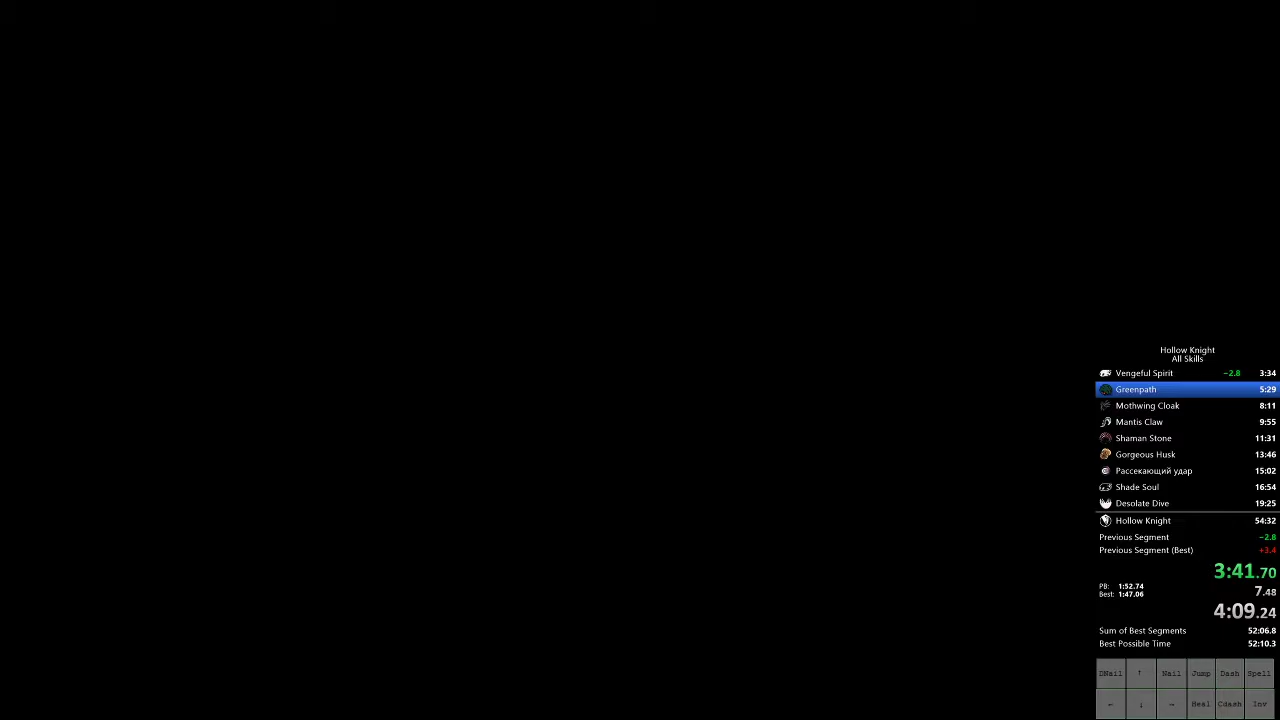 Hollow Knight
All Skills
Vengeful Spirit −2.8 3:34
Greenpath 5:29
Mothwing Cloak 8:11
Mantis Claw 9:55
Shaman Stone 11:31
Gorgeous Husk 13:46
Рассекающий удар 15:02
Shade Soul 16:54
Desolate Dive 19:25
Hollow Knight 54:32
Previous Segment −2.8
Previous Segment (Best) +3.4
3:41.70
PB: 1:52.74 7.48
Best: 1:47.06
4:09.24
Sum of Best Segments 52:06.8
Best Possible Time 52:10.3
DNail ↑ Nail Jump Dash Spell
← ↓ → Heal Cdash Inv